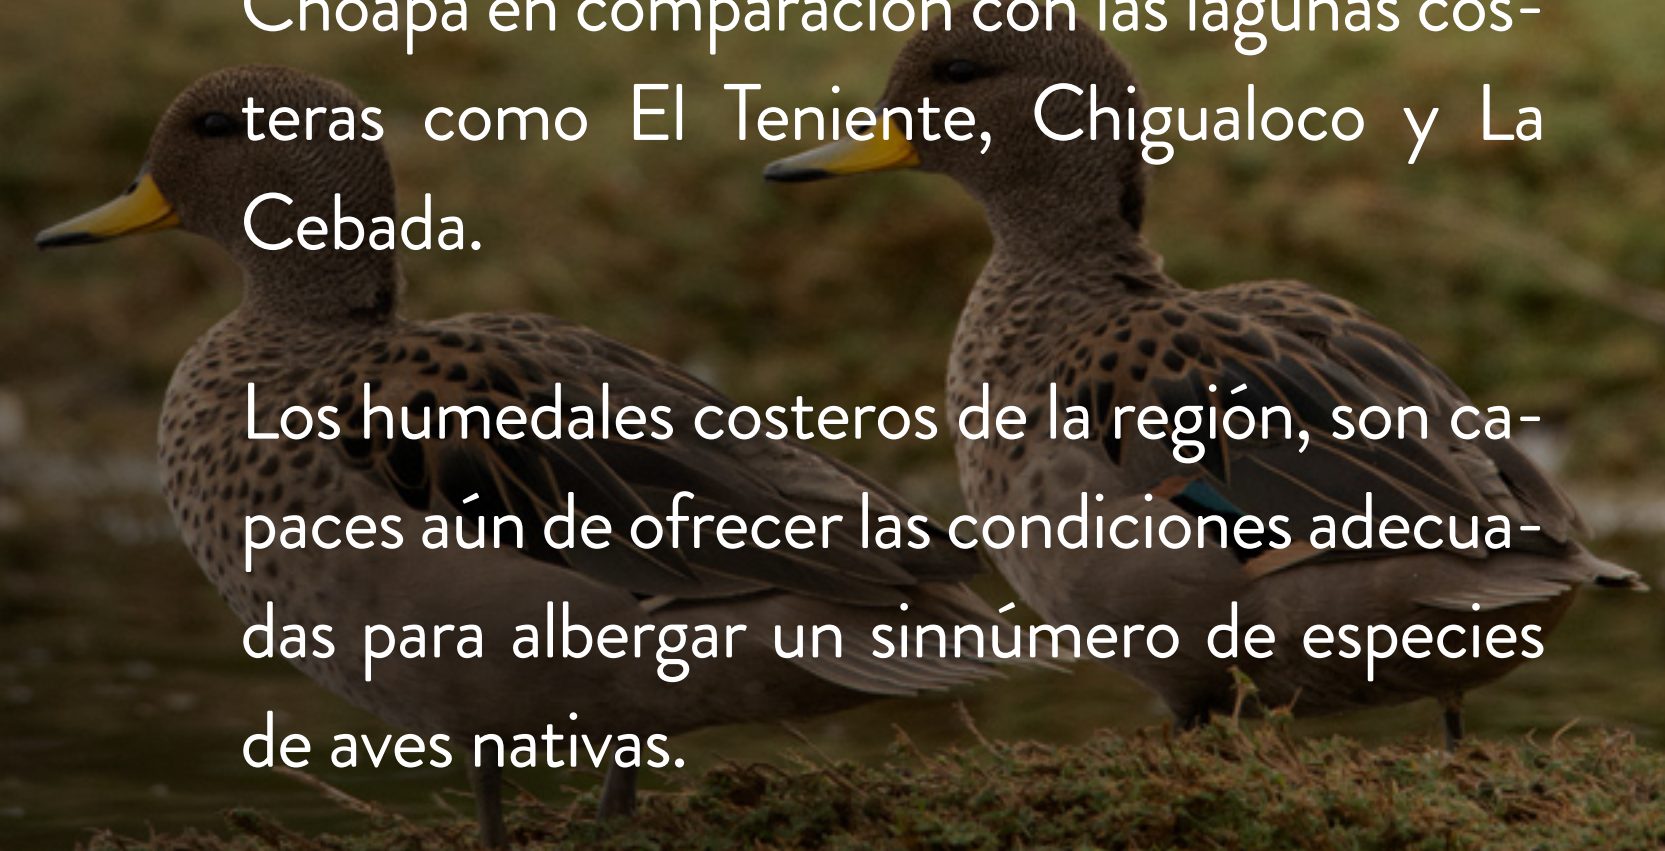 Choapa en comparación con las lagunas cos-
teras como El Teniente, Chigualoco y La
Cebada.
Los humedales costeros de la región, son ca-
paces aún de ofrecer las condiciones adecua-
das para albergar un sinnúmero de especies
de aves nativas.